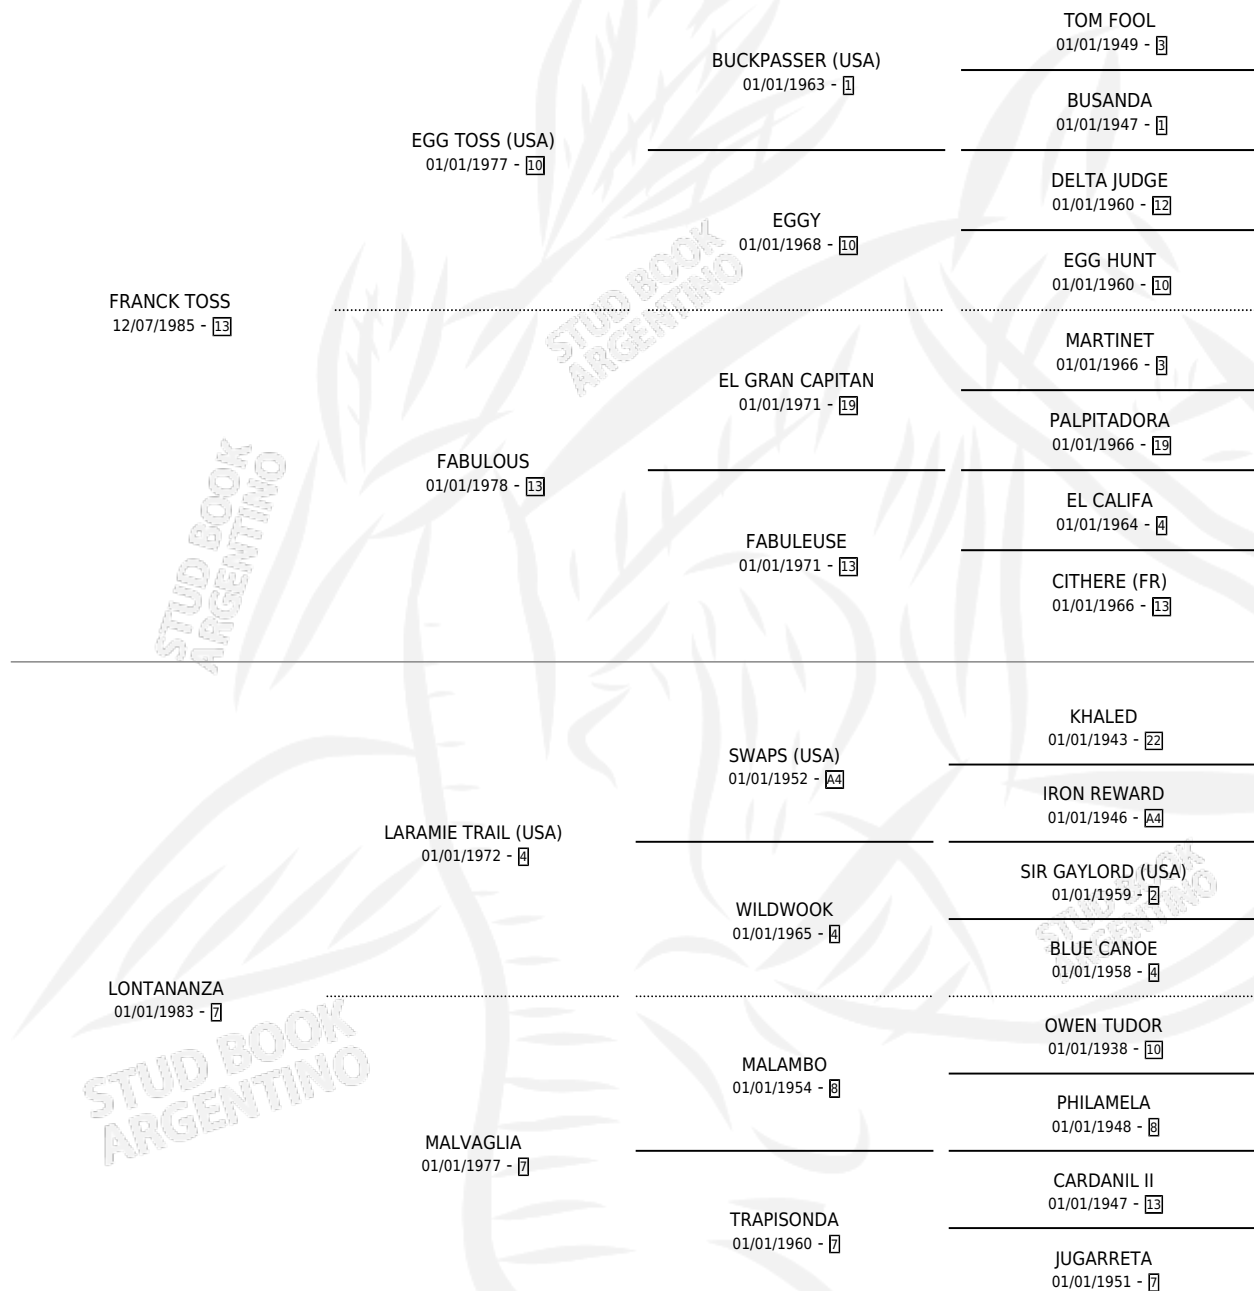 TOM FOOL
01/01/1949 - 3
BUCKPASSER (USA)
01/01/1963 - 1
BUSANDA
01/01/1947 - 1
EGG TOSS (USA)
01/01/1977 - 10
DELTA JUDGE
01/01/1960 - 12
EGGY
01/01/1968 - 10
EGG HUNT
01/01/1960 - 10
FRANCK TOSS
12/07/1985 - 13
MARTINET
01/01/1966 - 3
EL GRAN CAPITAN
01/01/1971 - 19
PALPITADORA
01/01/1966 - 19
FABULOUS
01/01/1978 - 13
EL CALIFA
01/01/1964 - 4
FABULEUSE
01/01/1971 - 13
CITHERE (FR)
01/01/1966 - 13
KHALED
01/01/1943 - 22
SWAPS (USA)
01/01/1952 - A4
IRON REWARD
01/01/1946 - A4
LARAMIE TRAIL (USA)
01/01/1972 - 4
SIR GAYLORD (USA)
01/01/1959 - 2
WILDWOOK
01/01/1965 - 4
BLUE CANOE
01/01/1958 - 4
LONTANANZA
01/01/1983 - 7
OWEN TUDOR
01/01/1938 - 10
MALAMBO
01/01/1954 - 8
PHILAMELA
01/01/1948 - 8
MALVAGLIA
01/01/1977 - 7
CARDANIL II
01/01/1947 - 13
TRAPISONDA
01/01/1960 - 7
JUGARRETA
01/01/1951 - 7
STUD BOOK
ARGENTINO
STUD BOOK
ARGENTINO
STUD BOOK
ARGENTINO
STUD BOOK
ARGENTINO